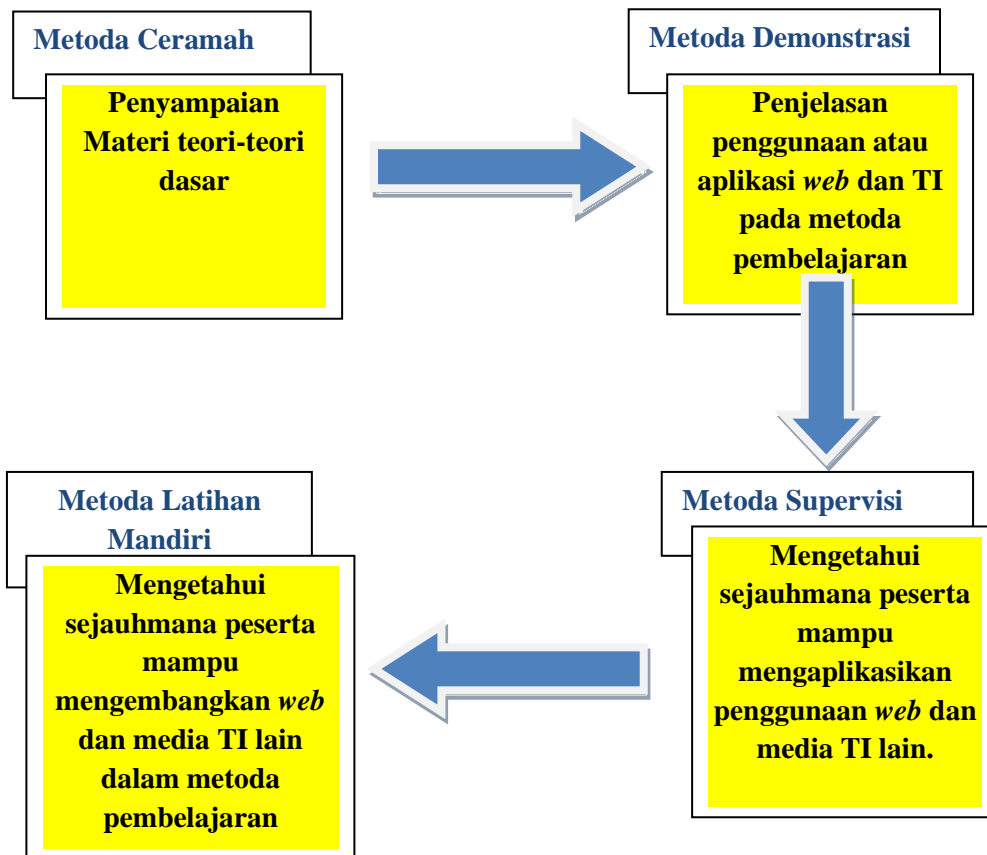 Metoda Ceramah
Penyampaian
Materi teori-teori
dasar
Metoda Demonstrasi
Penjelasan
penggunaan atau
aplikasi web dan TI
pada metoda
pembelajaran
Metoda Supervisi
Mengetahui
sejauhmana peserta
mampu
mengaplikasikan
penggunaan web dan
media TI lain.
Metoda Latihan
Mandiri
Mengetahui
sejauhmana peserta
mampu
mengembangkan web
dan media TI lain
dalam metoda
pembelajaran